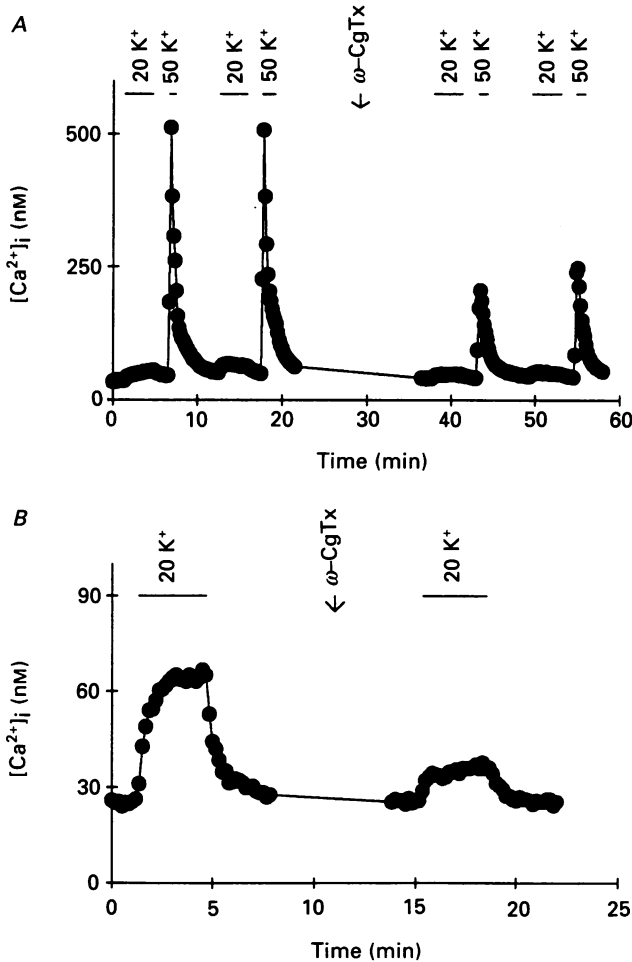 A
20 K⁺
50 K⁺
20 K⁺
50 K⁺
ω–CgTx
20 K⁺
50 K⁺
20 K⁺
50 K⁺
500
250
0
[Ca²⁺]i (nM)
0 10 20 30 40 50 60
Time (min)
B
20 K⁺
ω–CgTx
20 K⁺
90
60
30
0
[Ca²⁺]i (nM)
0 5 10 15 20 25
Time (min)